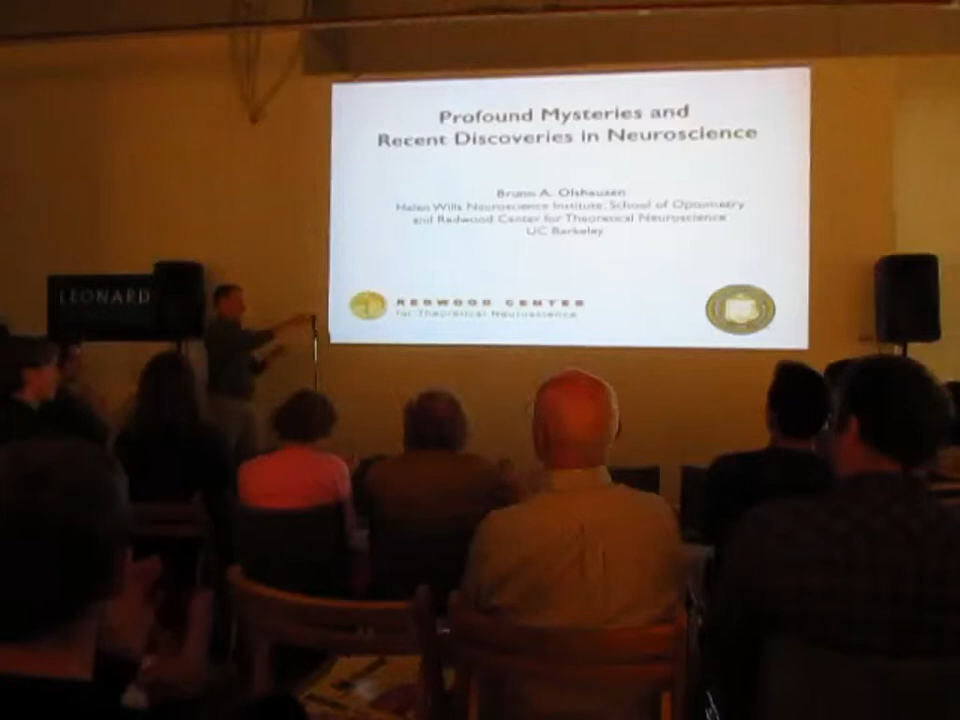 Profound Mysteries and
Recent Discoveries in Neuroscience
Bruno A. Olshausen
Helen Wills Neuroscience Institute, School of Optometry
and Redwood Center for Theoretical Neuroscience
UC Berkeley
REDWOOD CENTER
for Theoretical Neuroscience
LEONARD